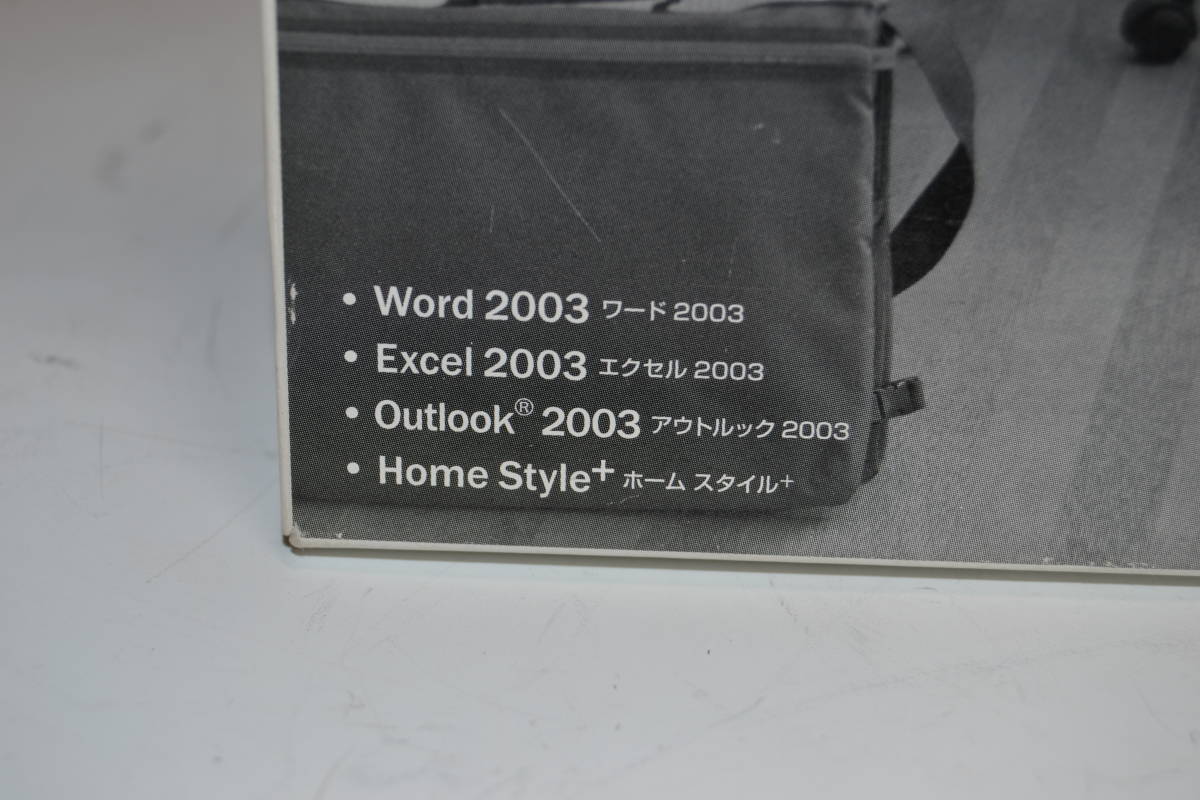 • Word 2003 ワード 2003
• Excel 2003 エクセル 2003
• Outlook® 2003 アウトルック 2003
• Home Style+ ホーム スタイル+